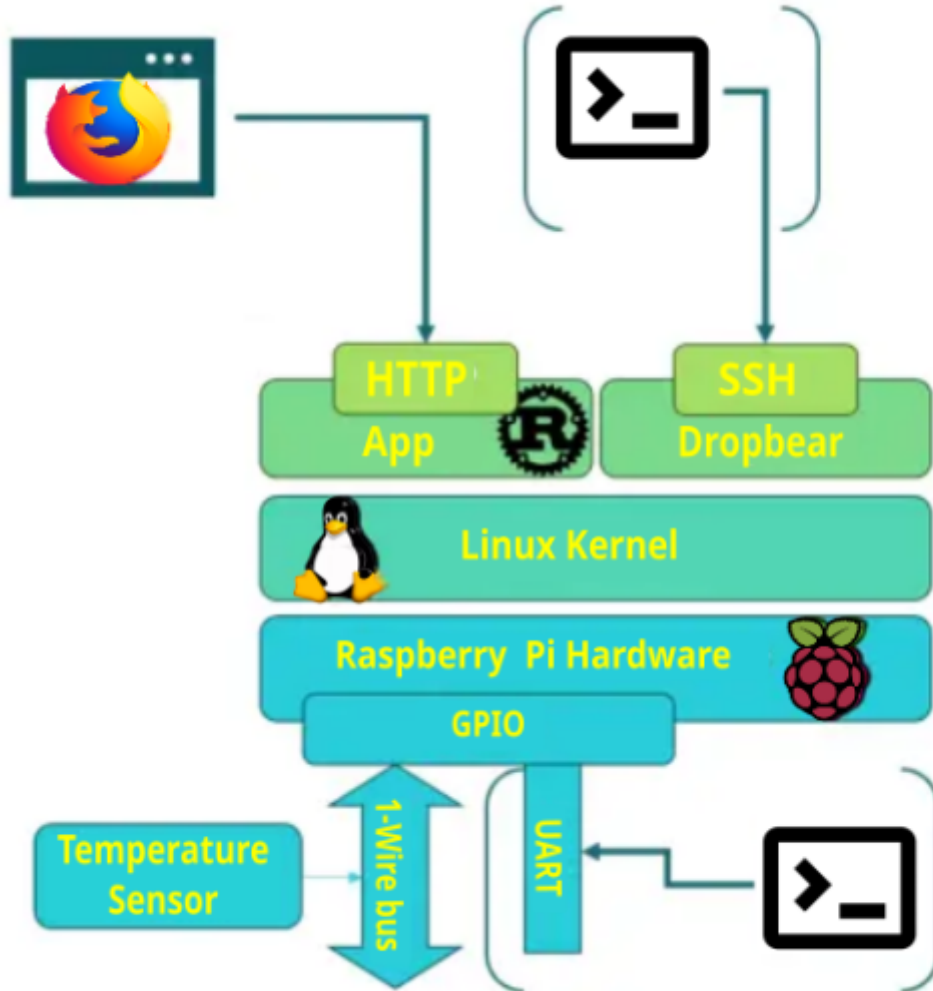 HTTP
App
SSH
Dropbear
Linux Kernel
Raspberry Pi Hardware
GPIO
1-Wire bus
UART
Temperature
Sensor